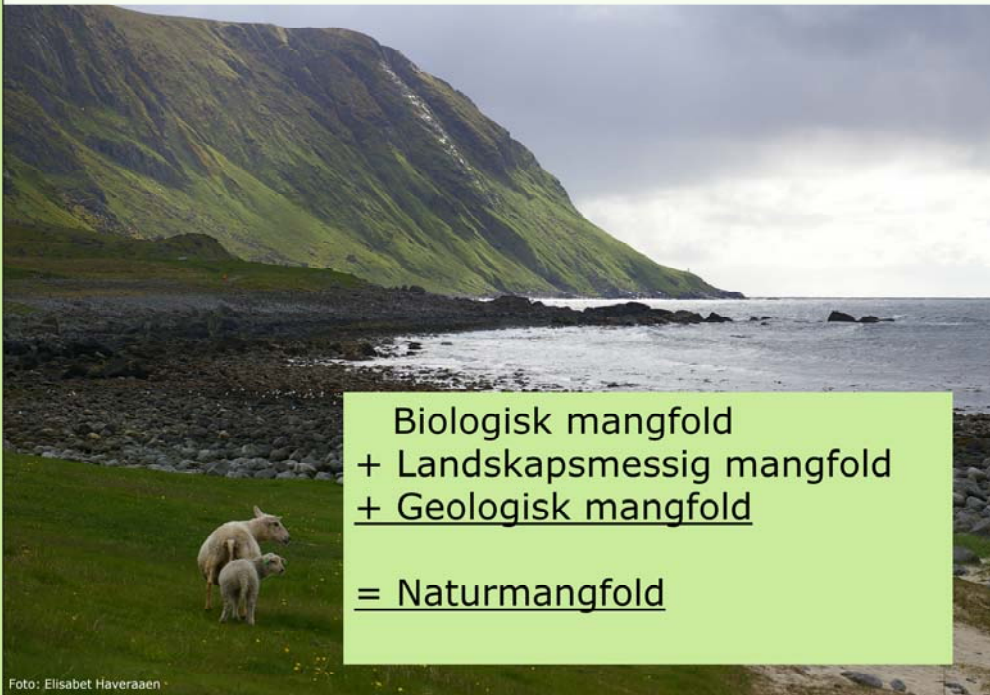 Biologisk mangfold
+ Landskapsmessig mangfold
+ Geologisk mangfold
= Naturmangfold
Foto: Elisabet Haveraaen